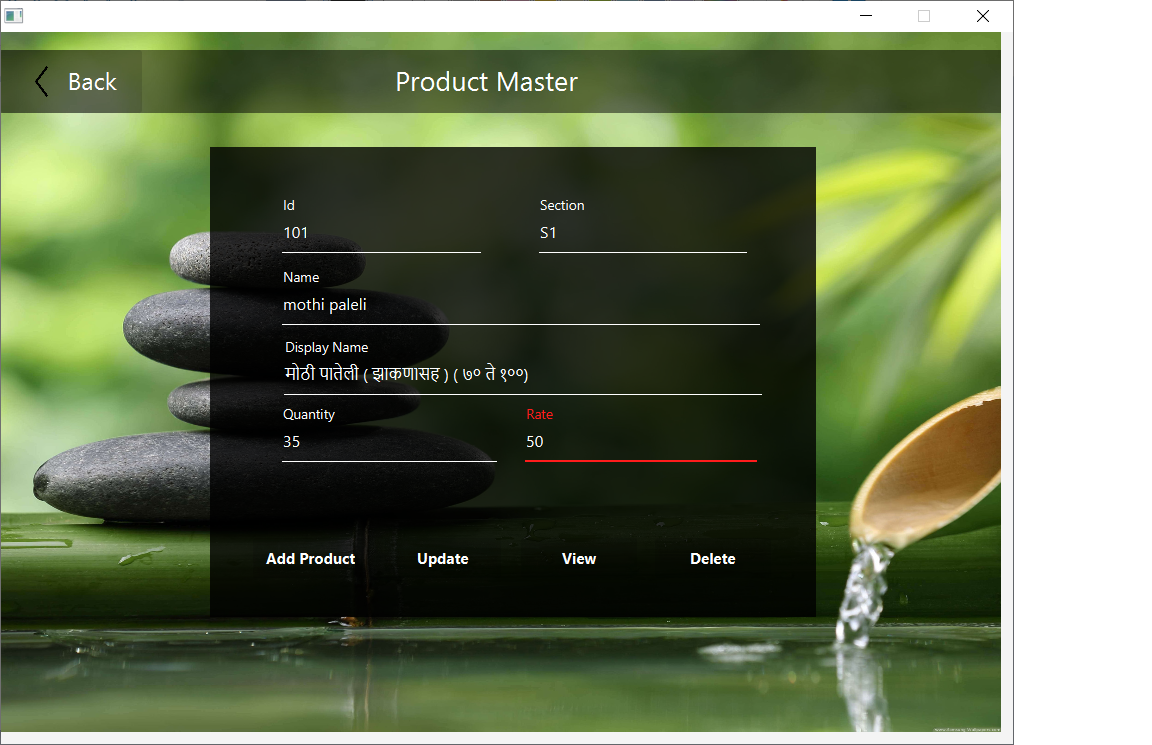 Back
Product Master
Id
Section
101
S1
Name
mothi paleli
Display Name
मोठी पातेली ( झाकणासह ) ( ७० ते १००)
Quantity
Rate
35
50
Add Product
Update
View
Delete